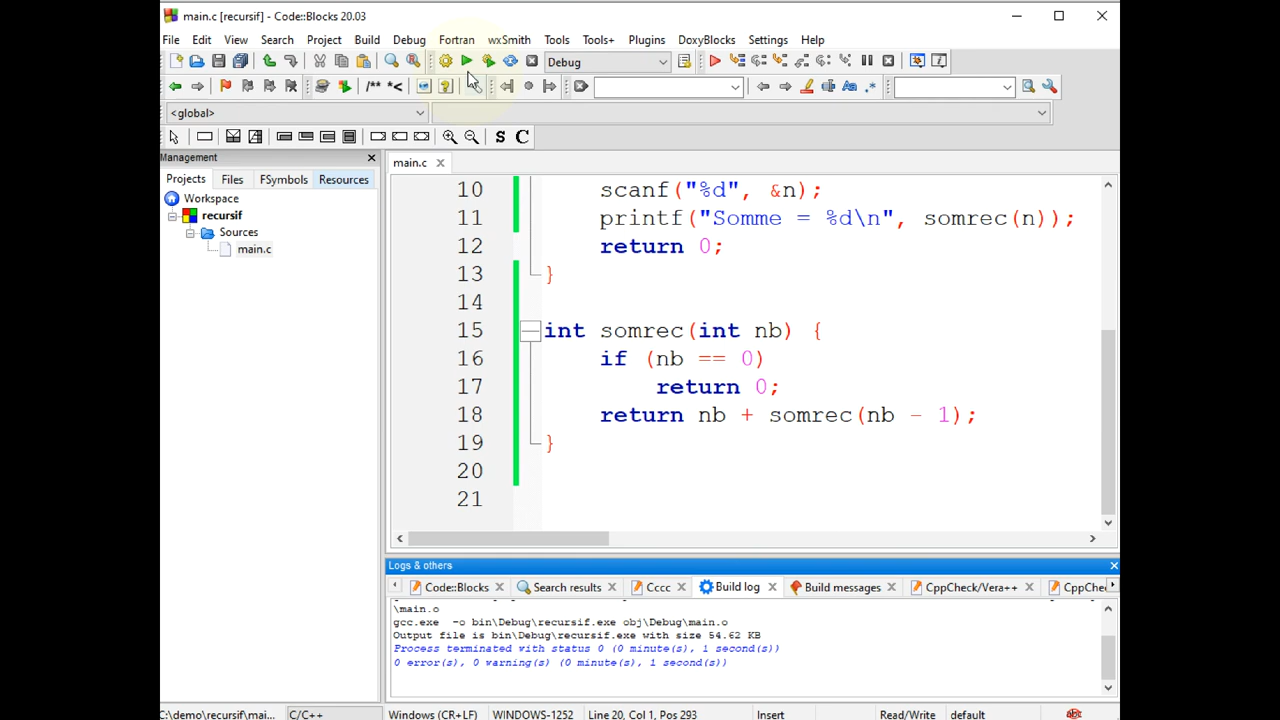 main.c [recursif] - Code::Blocks 20.03
File Edit View Search Project Build Debug Fortran wxSmith Tools Tools+ Plugins DoxyBlocks Settings Help
Debug
/** *<
<global>
S C
Management
main.c
Projects Files FSymbols Resources
Workspace
recursif
Sources
main.c
10 scanf("%d", &n);
11 printf("Somme = %d\n", somrec(n));
12 return 0;
13 }
14
15 int somrec(int nb) {
16 if (nb == 0)
17 return 0;
18 return nb + somrec(nb - 1);
19 }
20
21
Logs & others
Code::Blocks Search results Cccc Build log Build messages CppCheck/Vera++ CppChe
\main.o
gcc.exe -o bin\Debug\recursif.exe obj\Debug\main.o
Output file is bin\Debug\recursif.exe with size 54.62 KB
Process terminated with status 0 (0 minute(s), 1 second(s))
0 error(s), 0 warning(s) (0 minute(s), 1 second(s))
C:\demo\recursif\mai... C/C++ Windows (CR+LF) WINDOWS-1252 Line 20, Col 1, Pos 293 Insert Read/Write default